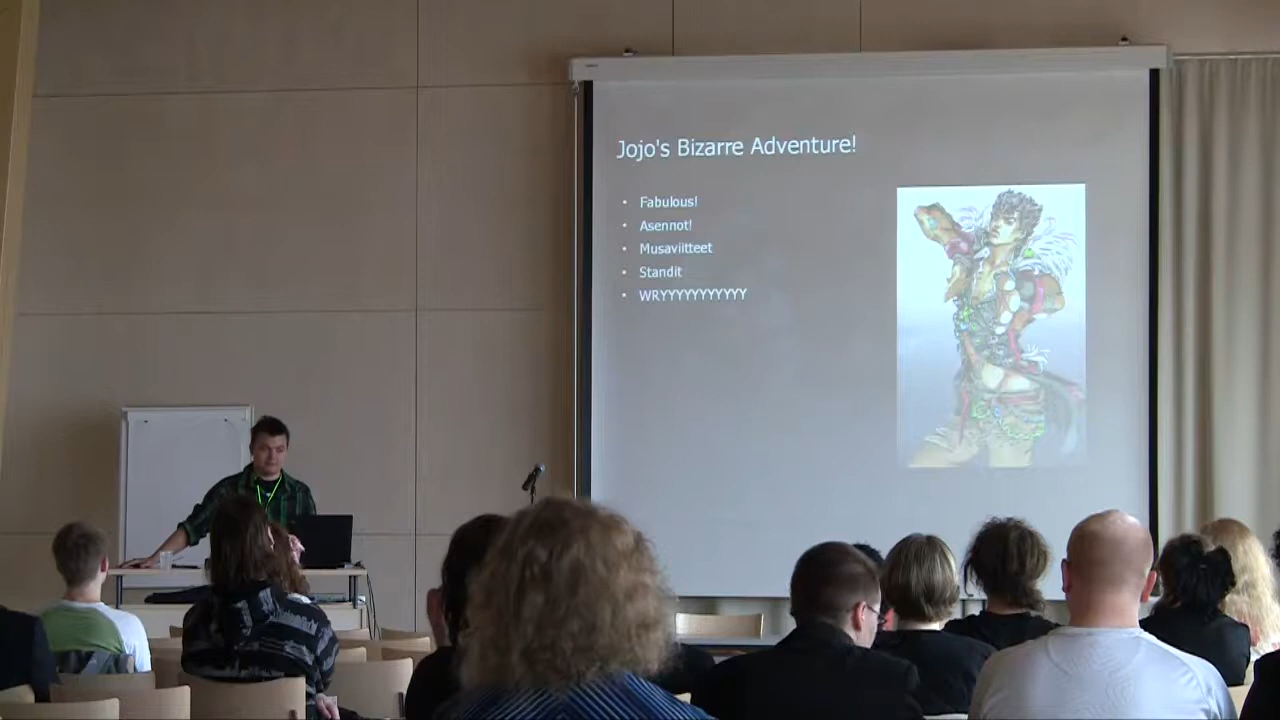 Jojo's Bizarre Adventure!
• Fabulous!
• Asennot!
• Musaviitteet
• Standit
• WRYYYYYYYYYYY